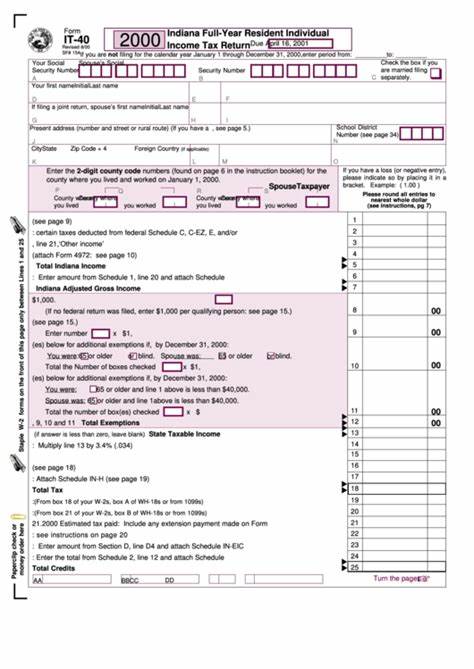 Form
IT-40
Revised 8/00
SF# 154
2000
Indiana Full-Year Resident Individual
Income Tax Return
Due April 16, 2001
If you are not filing for the calendar year January 1 through December 31, 2000, enter period from:
to:
Your Social
Security Number
Spouse's Social
Security Number
Check the box if you
are married filing
separately.
A
B
C
Your first name Initial Last name
D
E
F
If filing a joint return, spouse's first name Initial Last name
G
H
I
Present address (number and street or rural route) (If you have a , see page 5.)
School District
Number (see page 34)
J
City State Zip Code + 4 Foreign Country (if applicable)
K
L
M
O
Enter the 2-digit county code numbers (found on page 6 in the instruction booklet) for the
county where you lived and worked on January 1, 2000.
Spouse Taxpayer
P
Q
R
S
County where
you lived
County where
you worked
County where
you lived
County where
you worked
If you have a loss (or negative entry),
please indicate so by placing it in a
bracket. Example: ( 1.00 )
Please round all entries to
nearest whole dollar
(see instructions, pg 7)
(see page 9) 1
: certain taxes deducted from federal Schedule C, C-EZ, E, and/or 2
, line 21,'Other income' 3
(attach Form 4972: see page 10) 4
Total Indiana Income 5
: Enter amount from Schedule 1, line 20 and attach Schedule 6
Indiana Adjusted Gross Income 7
$1,000.
(If no federal return was filed, enter $1,000 per qualifying person: see page 15.) 8 00
(see page 15.)
Enter number x $1, 9 00
(es) below for additional exemptions if, by December 31, 2000:
You were: 65 or older or blind. Spouse was: 65 or older or blind.
Total the Number of boxes checked x $1, 10 00
(es) below for additional exemptions if, by December 31, 2000:
You were: 65 or older and line 1 above is less than $40,000.
Spouse was: 65 or older and line 1 above is less than $40,000.
Total the number of box(es) checked x $ 11 00
, 9, 10 and 11 Total Exemptions 12 00
(if answer is less than zero, leave blank) State Taxable Income 13
: Multiply line 13 by 3.4% (.034) 14
15
(see page 18) 16
: Attach Schedule IN-H (see page 19) 17
Total Tax 18
:(From box 18 of your W-2s, box A of WH-18s or from 1099s) 19
:(From box 21 of your W-2s, box B of WH-18s or from 1099s) 20
21.2000 Estimated tax paid: Include any extension payment made on Form 21
: see instructions on page 20 22
: Enter amount from Section D, line D4 and attach Schedule IN-EIC 23
: Enter the total from Schedule 2, line 12 and attach Schedule 24
Total Credits 25
AA
BB CC
DD
Turn the page
Staple W-2 forms on the front of this page only between Lines 1 and 25
Paperclip check or
money order here